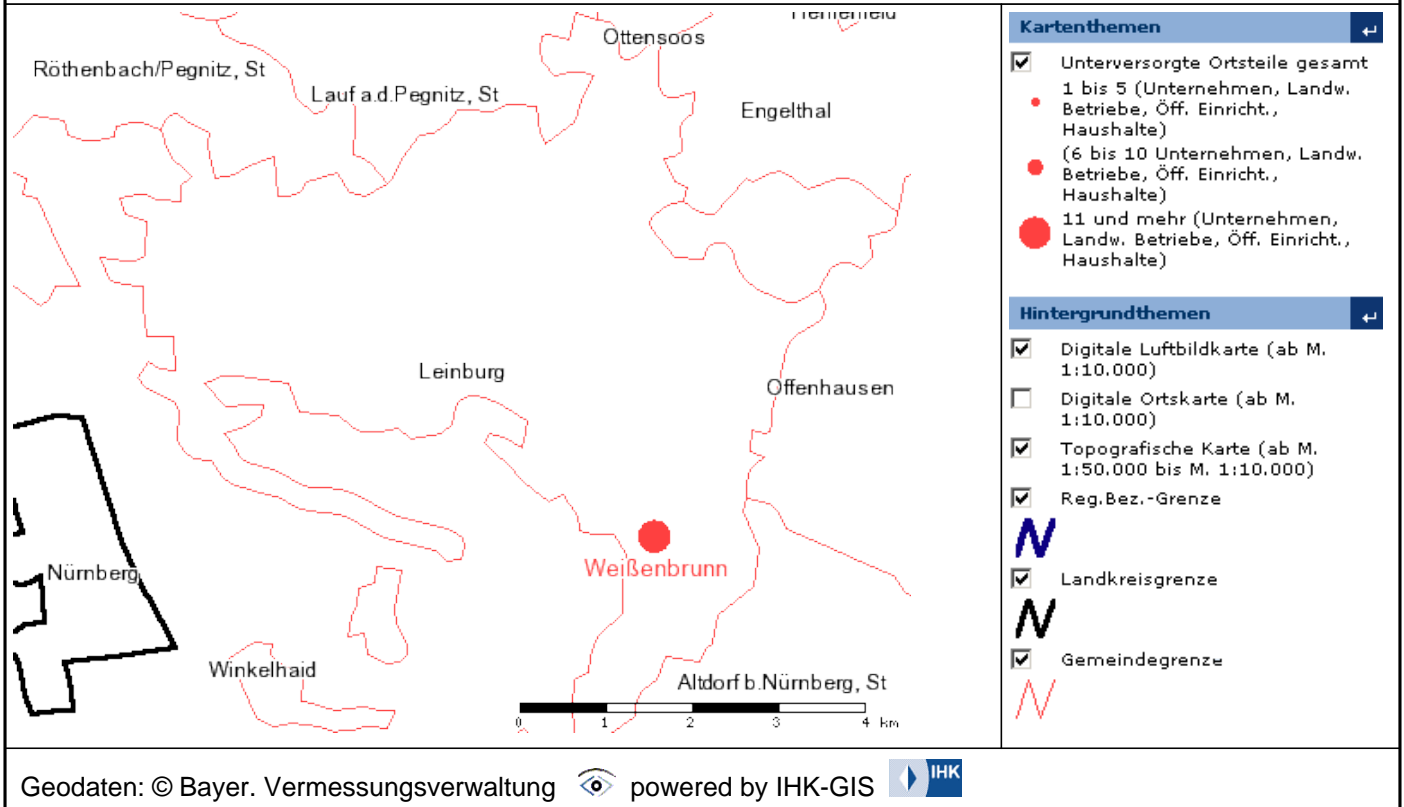 Ottensoos
Röthenbach/Pegnitz, St
Lauf a.d.Pegnitz, St
Engelthal
Leinburg
Offenhausen
Weißenbrunn
Nürnberg
Winkelhaid
Altdorf b.Nürnberg, St
0 1 2 3 4 km
Kartenthemen
Unterversorgte Ortsteile gesamt
1 bis 5 (Unternehmen, Landw.
Betriebe, Öff. Einricht.,
Haushalte)
(6 bis 10 Unternehmen, Landw.
Betriebe, Öff. Einricht.,
Haushalte)
11 und mehr (Unternehmen,
Landw. Betriebe, Öff. Einricht.,
Haushalte)
Hintergrundthemen
Digitale Luftbildkarte (ab M.
1:10.000)
Digitale Ortskarte (ab M.
1:10.000)
Topografische Karte (ab M.
1:50.000 bis M. 1:10.000)
Reg.Bez.-Grenze
Landkreisgrenze
Gemeindegrenze
Geodaten: © Bayer. Vermessungsverwaltung powered by IHK-GIS IHK